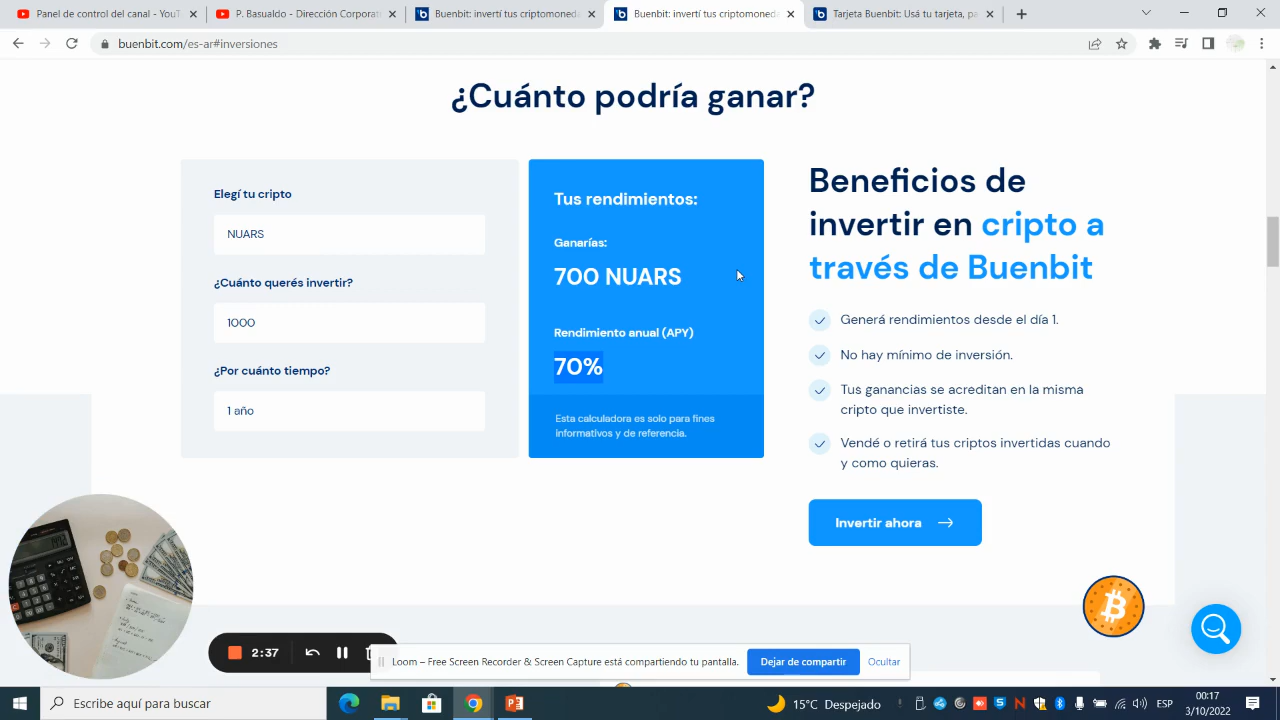 Panel del canal - YouT
P. Nusualdo - Dirección Corporat
Buenbit: invertí tus criptomoned
Buenbit: invertí tus criptomone
Tarjeta Buenbit: Usá tu tarjeta, pa
buenbit.com/es-ar#inversiones
¿Cuánto podría ganar?
Elegí tu cripto
NUARS
¿Cuánto querés invertir?
1000
¿Por cuánto tiempo?
1 año
Tus rendimientos:
Ganarías:
700 NUARS
Rendimiento anual (APY)
70%
Esta calculadora es solo para fines
informativos y de referencia.
Beneficios de
invertir en cripto a
través de Buenbit
Generá rendimientos desde el día 1.
No hay mínimo de inversión.
Tus ganancias se acreditan en la misma
cripto que invertiste.
Vendé o retirá tus criptos invertidas cuando
y como quieras.
Invertir ahora
2:37
Loom – Free Screen Recorder & Screen Capture está compartiendo tu pantalla.
Dejar de compartir
Ocultar
Escribe aquí para buscar
15°C Despejado
ESP
00:17
3/10/2022